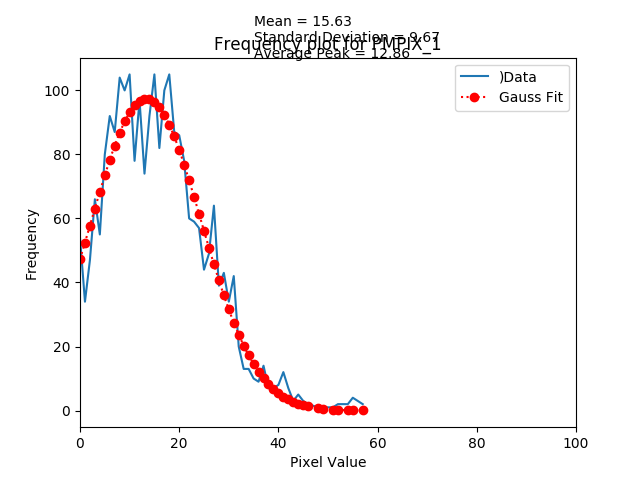 Mean = 15.63
Standard Deviation = 9.67
Frequency plot for PMPIX_1
Average Peak = 12.86
)Data
Gauss Fit
Frequency
100
80
60
40
20
0
0 20 40 60 80 100
Pixel Value